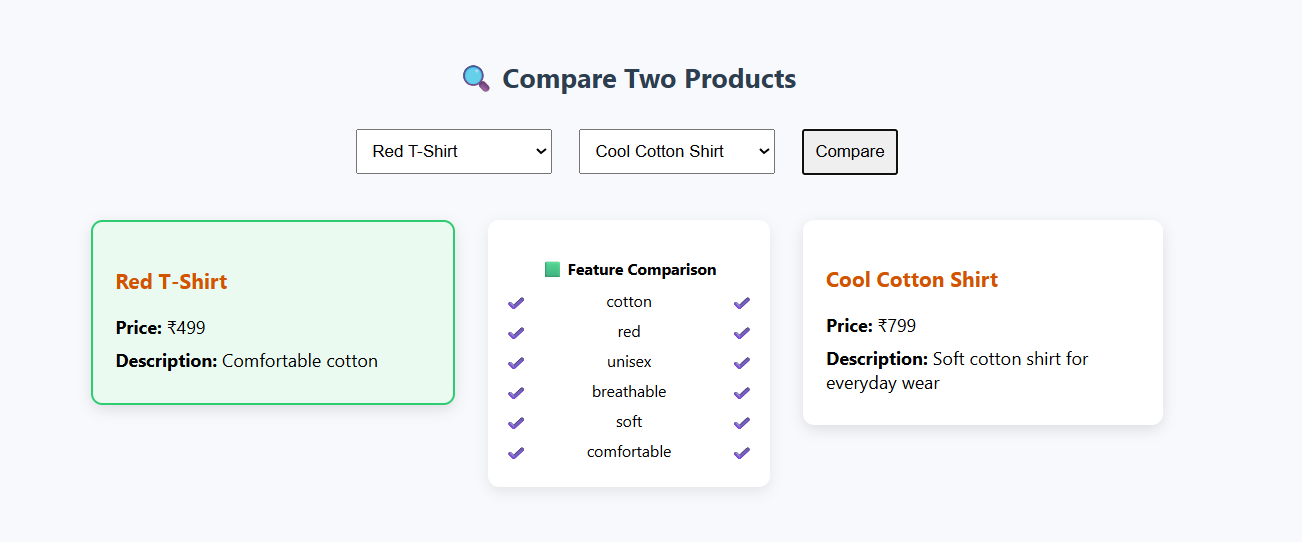 Compare Two Products
Red T-Shirt
Cool Cotton Shirt
Compare
Red T-Shirt
Price: ₹499
Description: Comfortable cotton
Feature Comparison
cotton
red
unisex
breathable
soft
comfortable
Cool Cotton Shirt
Price: ₹799
Description: Soft cotton shirt for
everyday wear